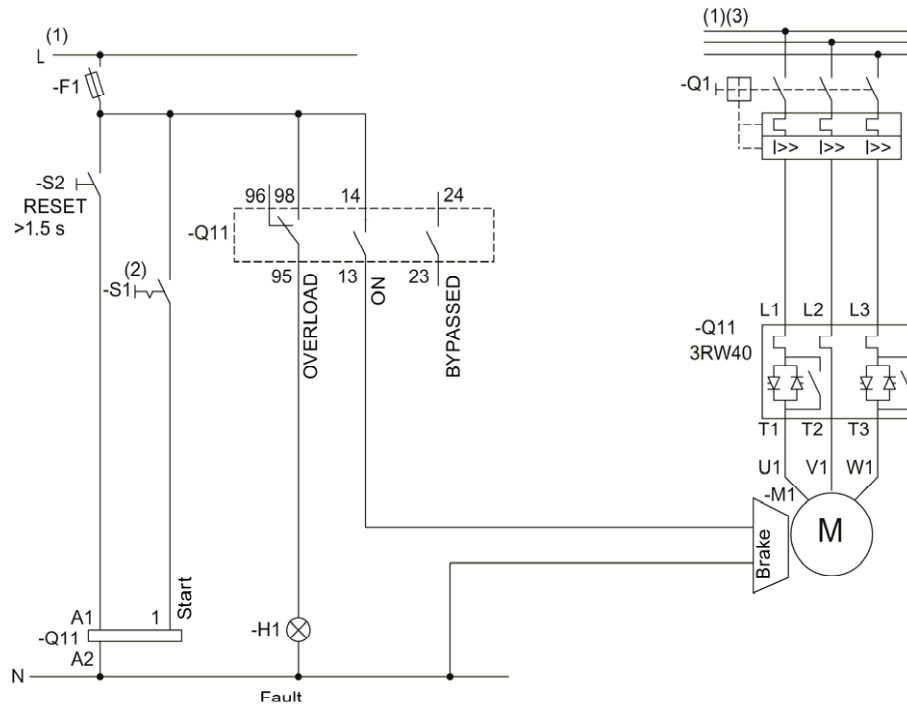 (1)
L
-F1
-S2
RESET
>1.5 s
(2)
-S1
96 98 14 24
-Q11
95 13 23
OVERLOAD
ON
BYPASSED
Start
A1 1
-Q11
A2
-H1
N
Fault
(1)(3)
-Q1
I>> I>> I>>
L1 L2 L3
-Q11
3RW40
T1 T2 T3
U1 V1 W1
-M1
M
Brake